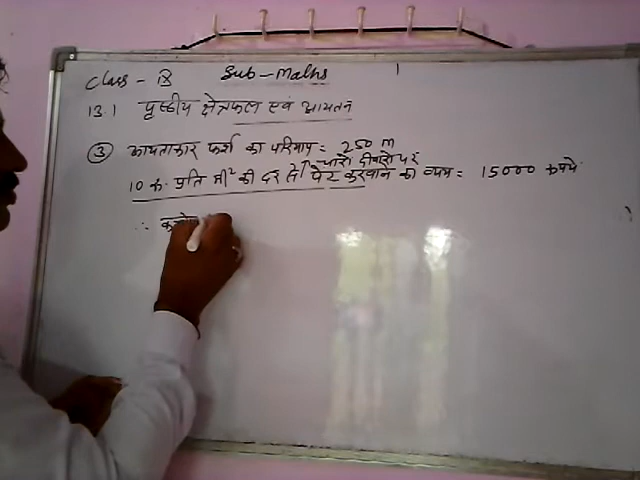 Class - IX Sub - Maths
13.1 पृष्ठीय क्षेत्रफल एवं आयतन
③ आयताकार फर्श का परिमाप = 250 m
चारो दीवारो पर
10 रु. प्रति मी² की दर से पेंट करवाने का व्यय = 15000 रूपये
∴